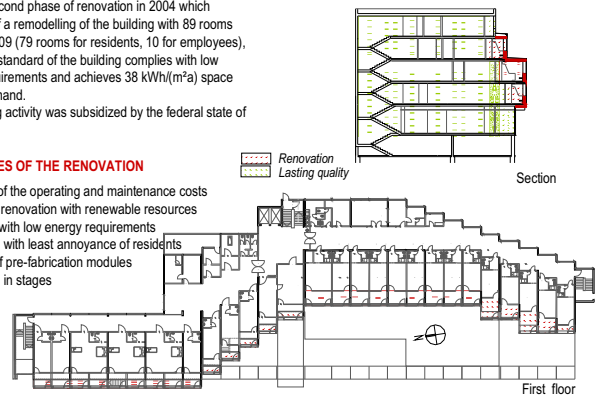 cond phase of renovation in 2004 which
f a remodelling of the building with 89 rooms
09 (79 rooms for residents, 10 for employees),
standard of the building complies with low
uirements and achieves 38 kWh/(m²a) space
mand.
g activity was subsidized by the federal state of
ES OF THE RENOVATION
of the operating and maintenance costs
renovation with renewable resources
with low energy requirements
with least annoyance of residents
of pre-fabrication modules
in stages
Renovation
Lasting quality
Section
N
First floor